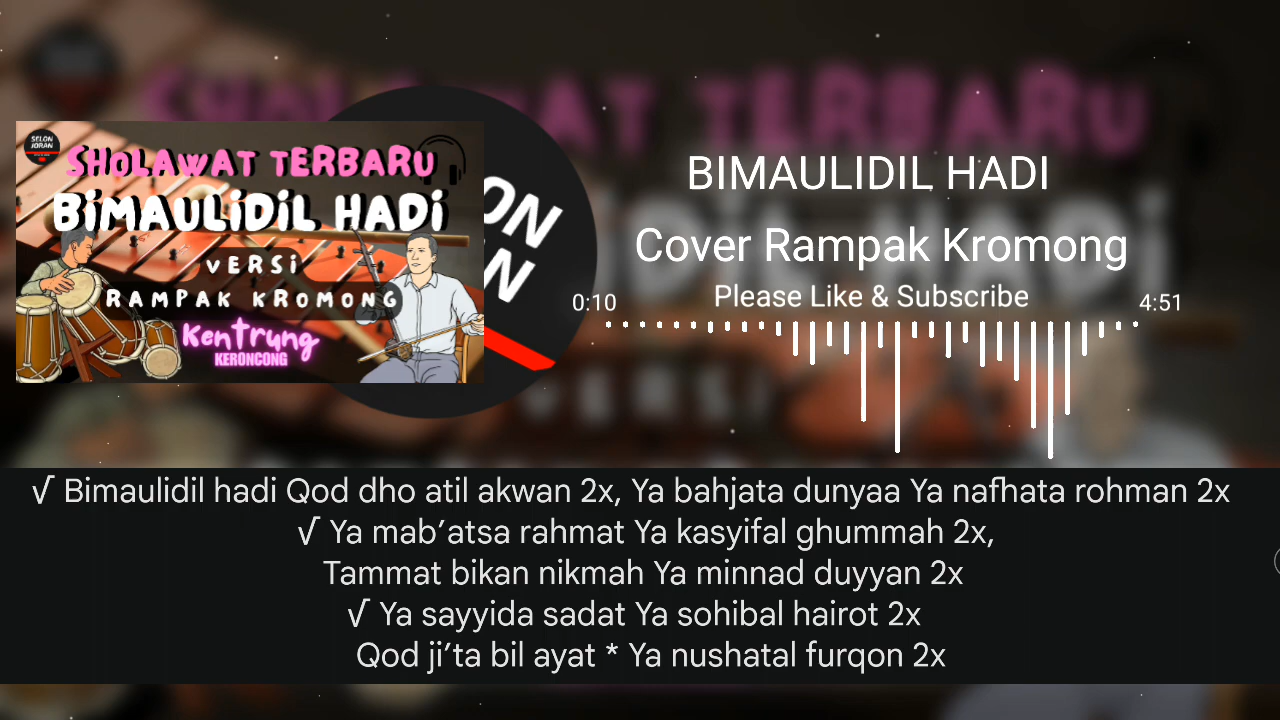 SELON
JORAN
SHOLAWAT TERBARU
BIMAULIDIL HADI
VERSI
RAMPAK KROMONG
Kentrung
KERONCONG
BIMAULIDIL HADI
Cover Rampak Kromong
Please Like & Subscribe
0:10
4:51
√ Bimaulidil hadi Qod dho atil akwan 2x, Ya bahjata dunyaa Ya nafhata rohman 2x
√ Ya mab’atsa rahmat Ya kasyifal ghummah 2x,
Tammat bikan nikmah Ya minnad duyyan 2x
√ Ya sayyida sadat Ya sohibal hairot 2x
Qod ji’ta bil ayat * Ya nushatal furqon 2x